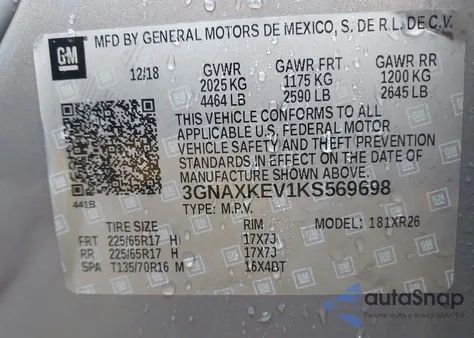 GM
MFD BY GENERAL MOTORS DE MEXICO, S. DE R.L. DE C.V.
12/18 GVWR GAWR FRT GAWR RR
2025 KG 1175 KG 1200 KG
4464 LB 2590 LB 2645 LB
THIS VEHICLE CONFORMS TO ALL
APPLICABLE U.S. FEDERAL MOTOR
VEHICLE SAFETY AND THEFT PREVENTION
STANDARDS IN EFFECT ON THE DATE OF
MANUFACTURE SHOWN ABOVE.
441B 3GNAXKEV1KS569698
TYPE: M.P.V. MODEL: 181XR26
TIRE SIZE RIM
FRT 225/65R17 H 17X7J
RR 225/65R17 H 17X7J
SPA T135/70R16 M 16X4BT
autoSnap